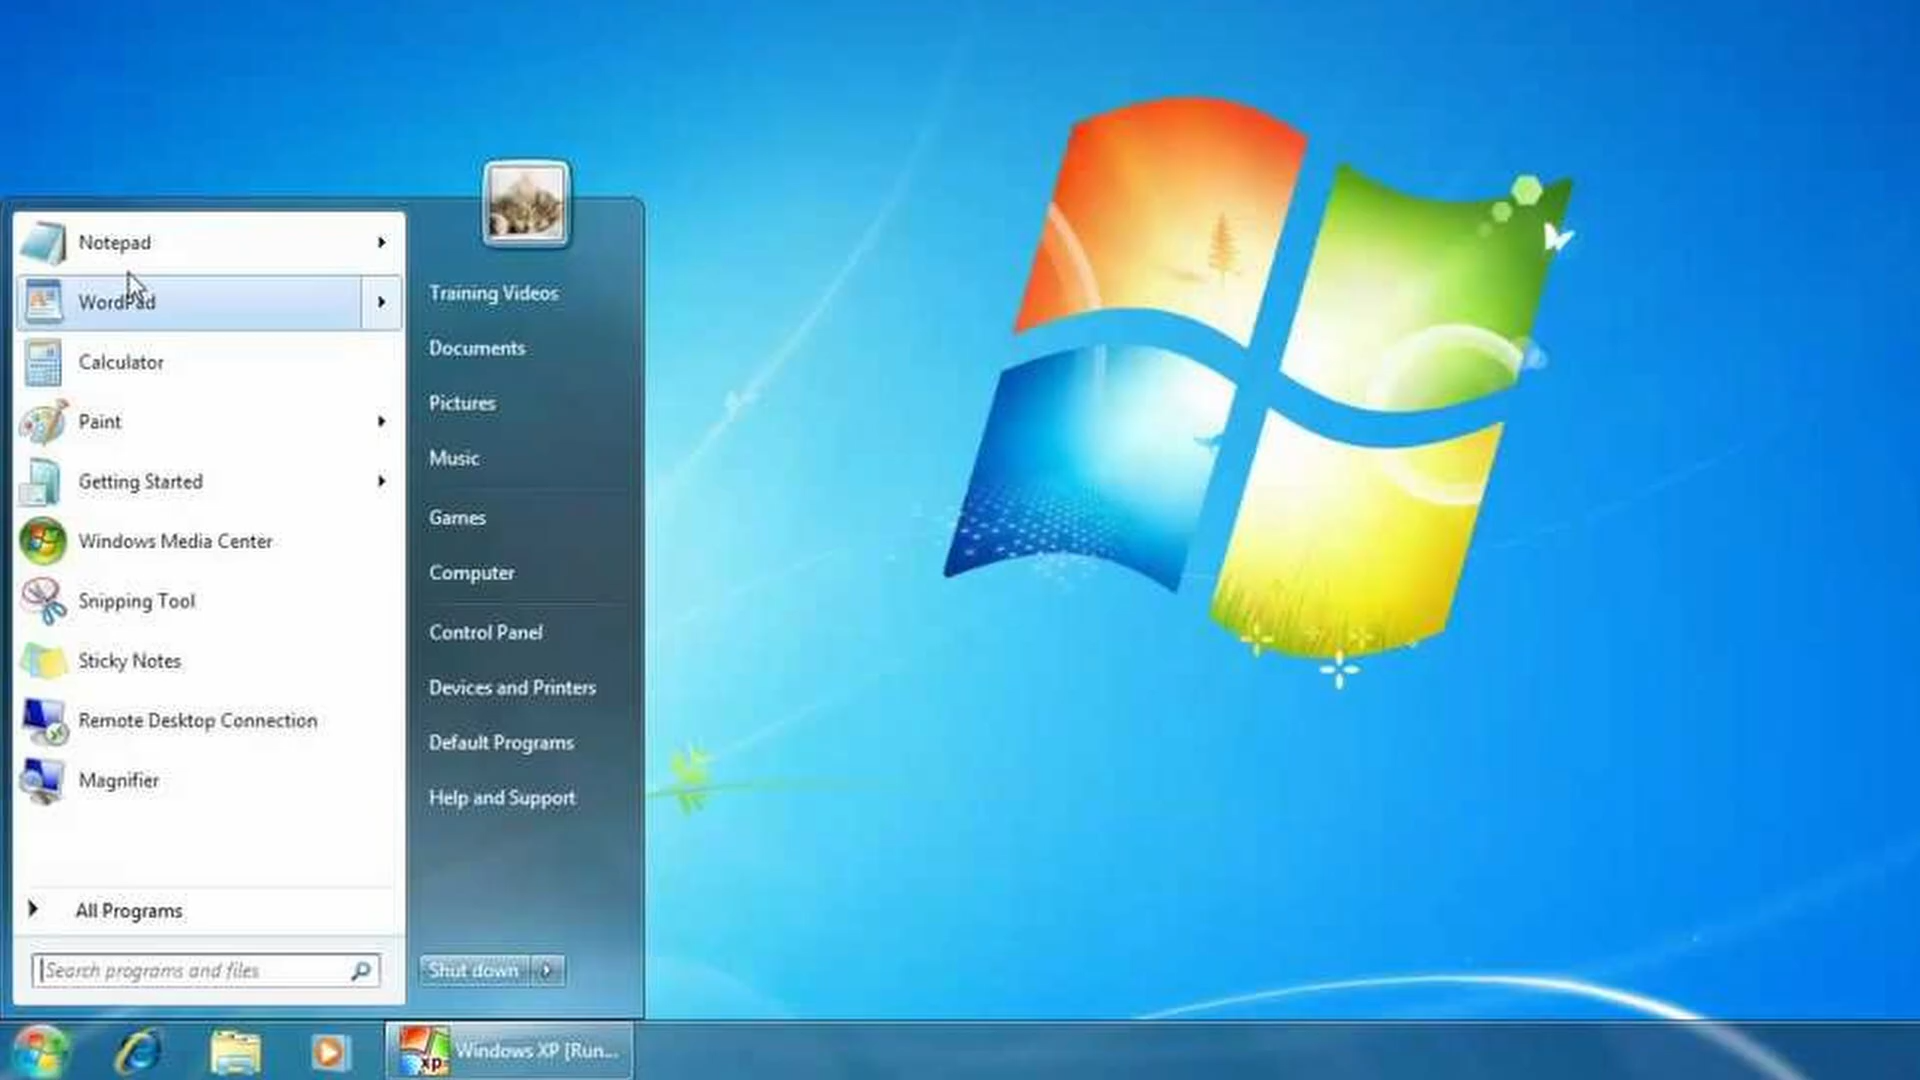 Notepad
WordPad
Calculator
Paint
Getting Started
Windows Media Center
Snipping Tool
Sticky Notes
Remote Desktop Connection
Magnifier
All Programs
Search programs and files
Training Videos
Documents
Pictures
Music
Games
Computer
Control Panel
Devices and Printers
Default Programs
Help and Support
Shut down
xp
Windows XP [Run...